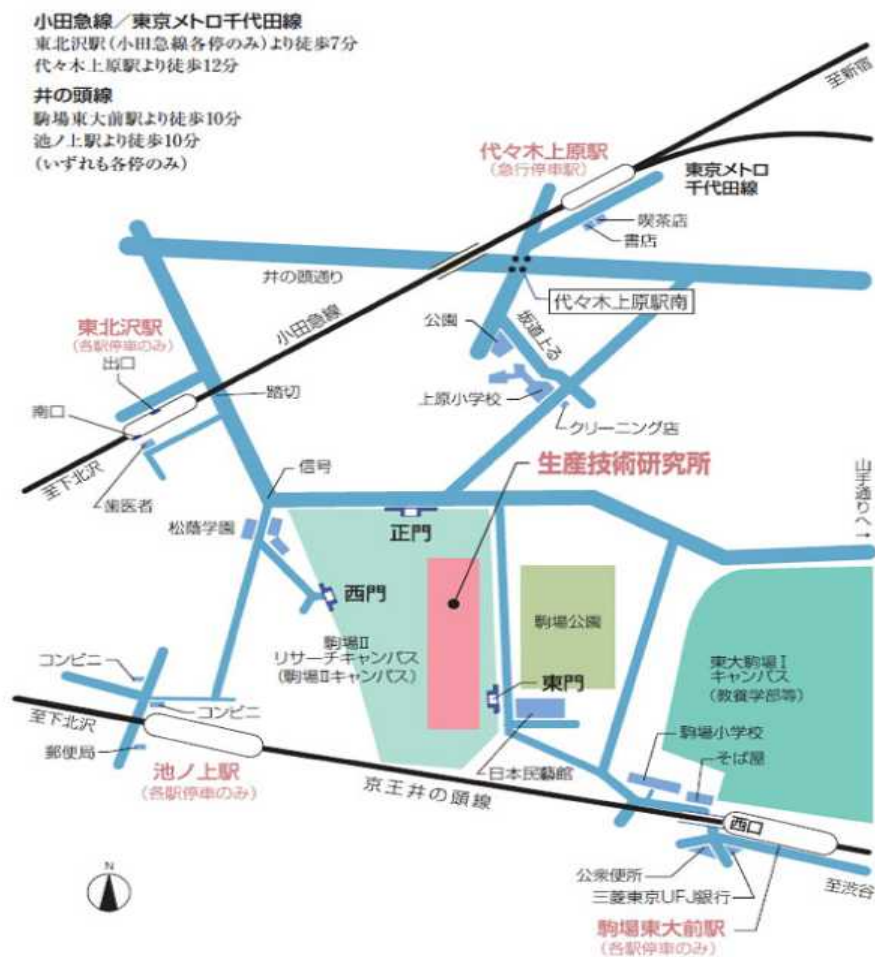 小田急線／東京メトロ千代田線
東北沢駅(小田急線各停のみ)より徒歩7分
代々木上原駅より徒歩12分
井の頭線
駒場東大前駅より徒歩10分
池ノ上駅より徒歩10分
(いずれも各停のみ)
至新宿
代々木上原駅
(急行停車駅)
東京メトロ
千代田線
喫茶店
書店
井の頭通り
代々木上原駅南
小田急線
公園
坂道上る
東北沢駅
(各駅停車のみ)
出口
踏切
上原小学校
南口
クリーニング店
至下北沢
歯医者
信号
生産技術研究所
山手通りへ→
松蔭学園
正門
西門
駒場公園
駒場Ⅱ
リサーチキャンパス
(駒場Ⅱキャンパス)
東大駒場Ⅰ
キャンパス
(教養学部等)
コンビニ
東門
コンビニ
至下北沢
駒場小学校
郵便局
そば屋
日本民藝館
池ノ上駅
(各駅停車のみ)
京王井の頭線
西口
公衆便所
至渋谷
三菱東京UFJ銀行
N
駒場東大前駅
(各駅停車のみ)